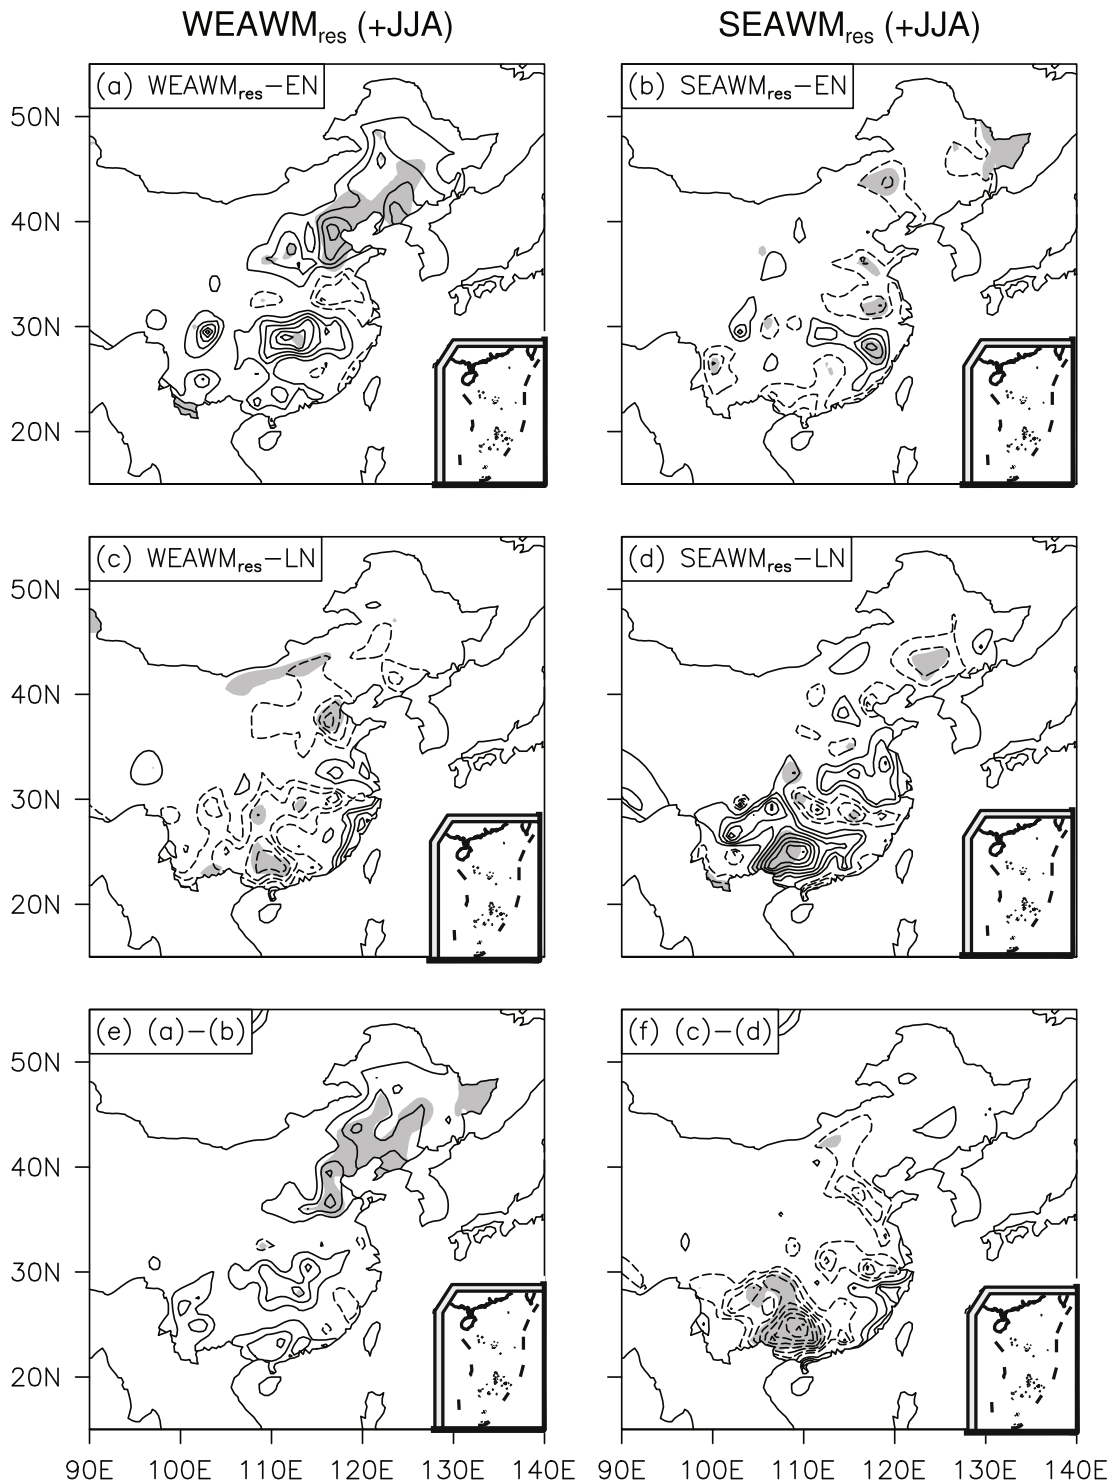 WEAWMres (+JJA) SEAWMres (+JJA)
(a) WEAWMres−EN (b) SEAWMres−EN
50N
40N
30N
20N
(c) WEAWMres−LN (d) SEAWMres−LN
50N
40N
30N
20N
(e) (a)−(b) (f) (c)−(d)
50N
40N
30N
20N
90E 100E 110E 120E 130E 140E 90E 100E 110E 120E 130E 140E